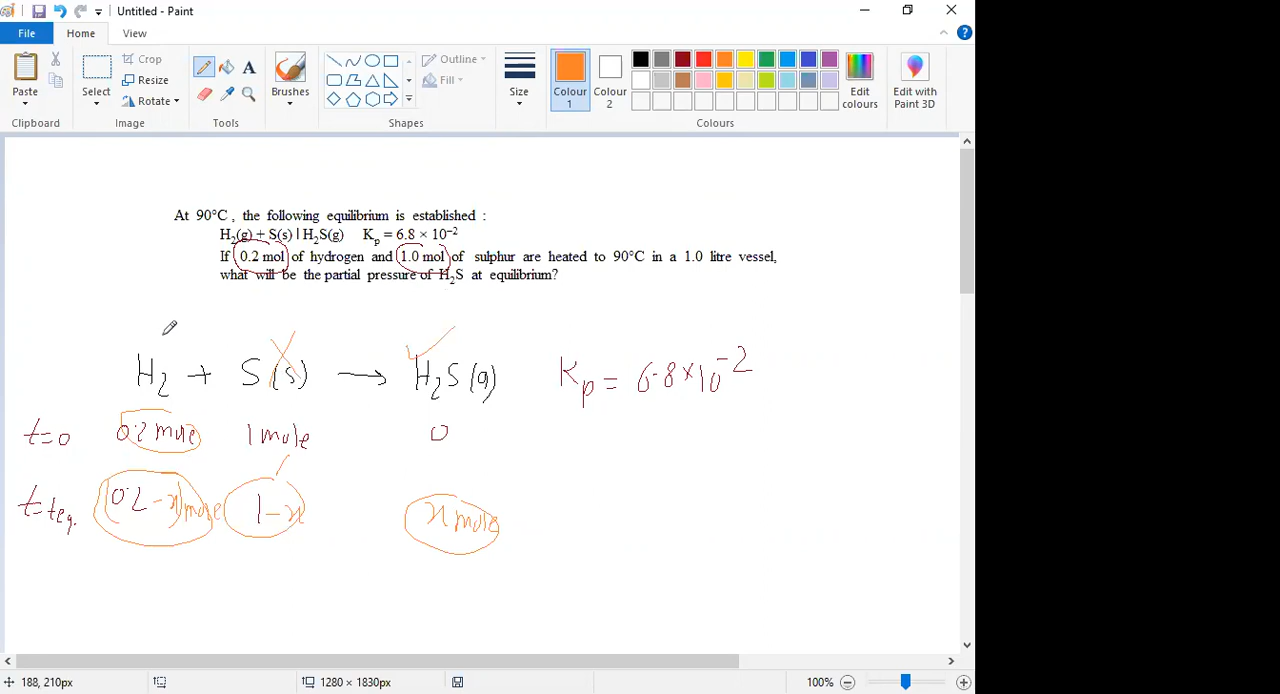 Untitled - Paint
File Home View
Paste
Clipboard
Select
Crop
Resize
Rotate
Image
A
Tools
Brushes
Shapes
Outline
Fill
Size
Colour 1
Colour 2
Colours
Edit colours
Edit with Paint 3D
At 90°C , the following equilibrium is established :
H2(g) + S(s) | H2S(g) Kp = 6.8 × 10−2
If 0.2 mol of hydrogen and 1.0 mol of sulphur are heated to 90°C in a 1.0 litre vessel,
what will be the partial pressure of H2S at equilibrium?
H2 + S (s) → H2S (g) Kp = 6.8 × 10-2
t=0 0.2 mole 1 mole 0
t=teq. (0.2 - x) mole 1 - x x mole
188, 210px 1280 × 1830px 100%